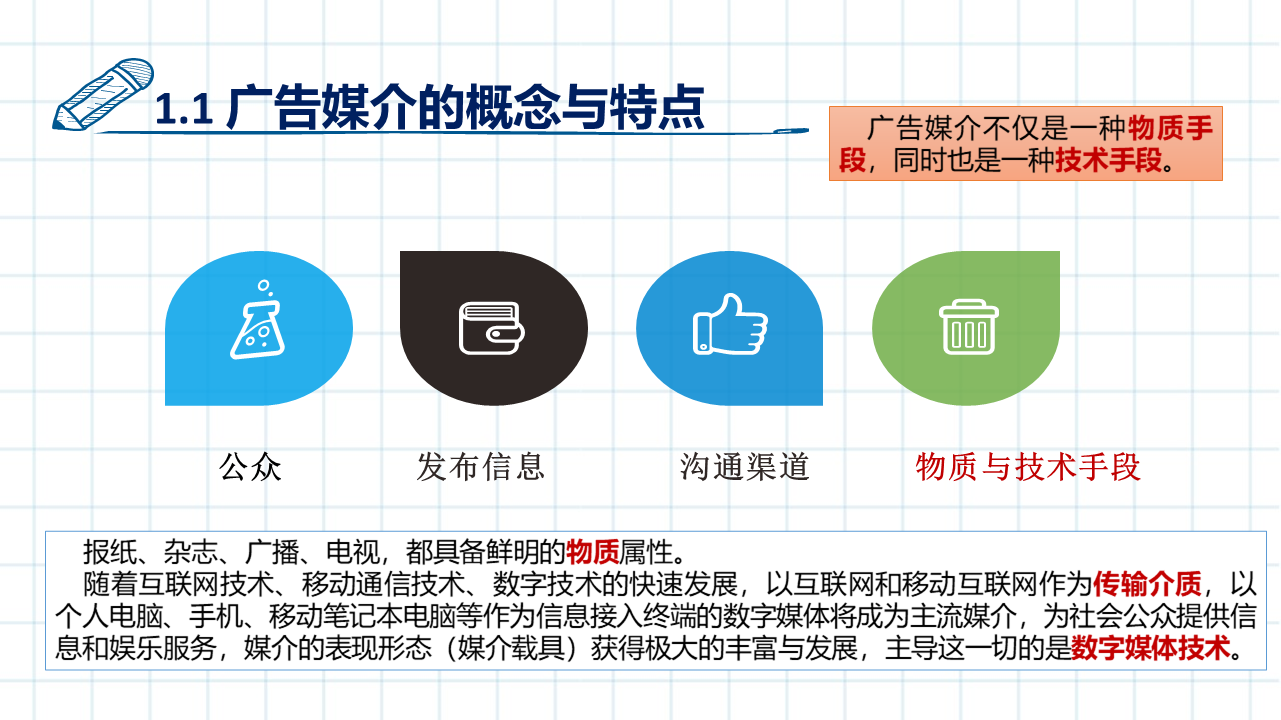 1.1 广告媒介的概念与特点
广告媒介不仅是一种物质手
段，同时也是一种技术手段。
公众
发布信息
沟通渠道
物质与技术手段
报纸、杂志、广播、电视，都具备鲜明的物质属性。
随着互联网技术、移动通信技术、数字技术的快速发展，以互联网和移动互联网作为传输介质，以
个人电脑、手机、移动笔记本电脑等作为信息接入终端的数字媒体将成为主流媒介，为社会公众提供信
息和娱乐服务，媒介的表现形态（媒介载具）获得极大的丰富与发展，主导这一切的是数字媒体技术。